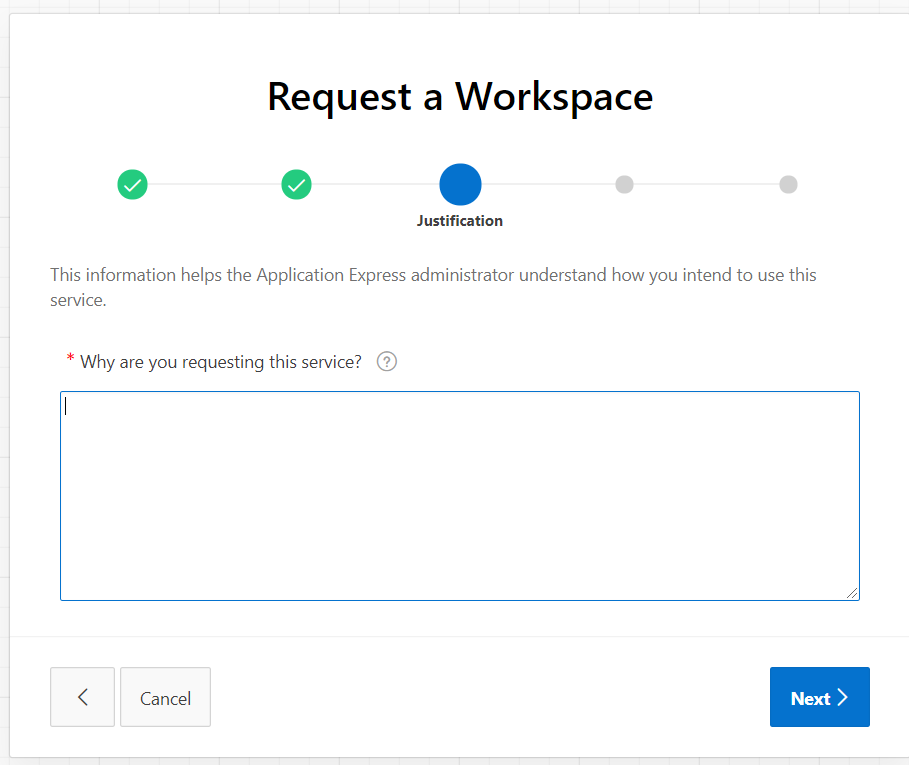 Request a Workspace
Justification
This information helps the Application Express administrator understand how you intend to use this
service.
* Why are you requesting this service? ?
Cancel
Next